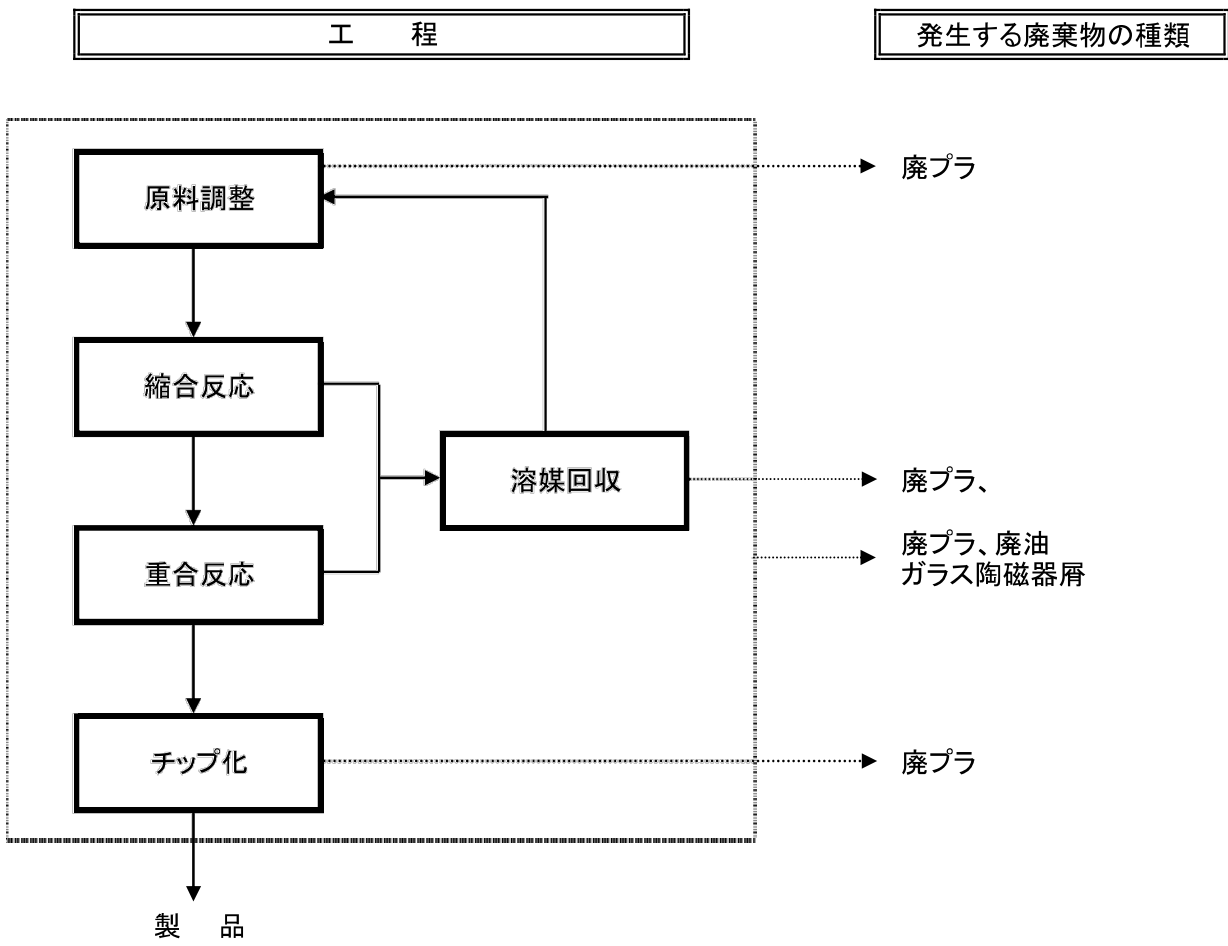 工 程
発生する廃棄物の種類
原料調整
廃プラ
縮合反応
溶媒回収
廃プラ、
廃プラ、廃油
ガラス陶磁器屑
重合反応
チップ化
廃プラ
製 品